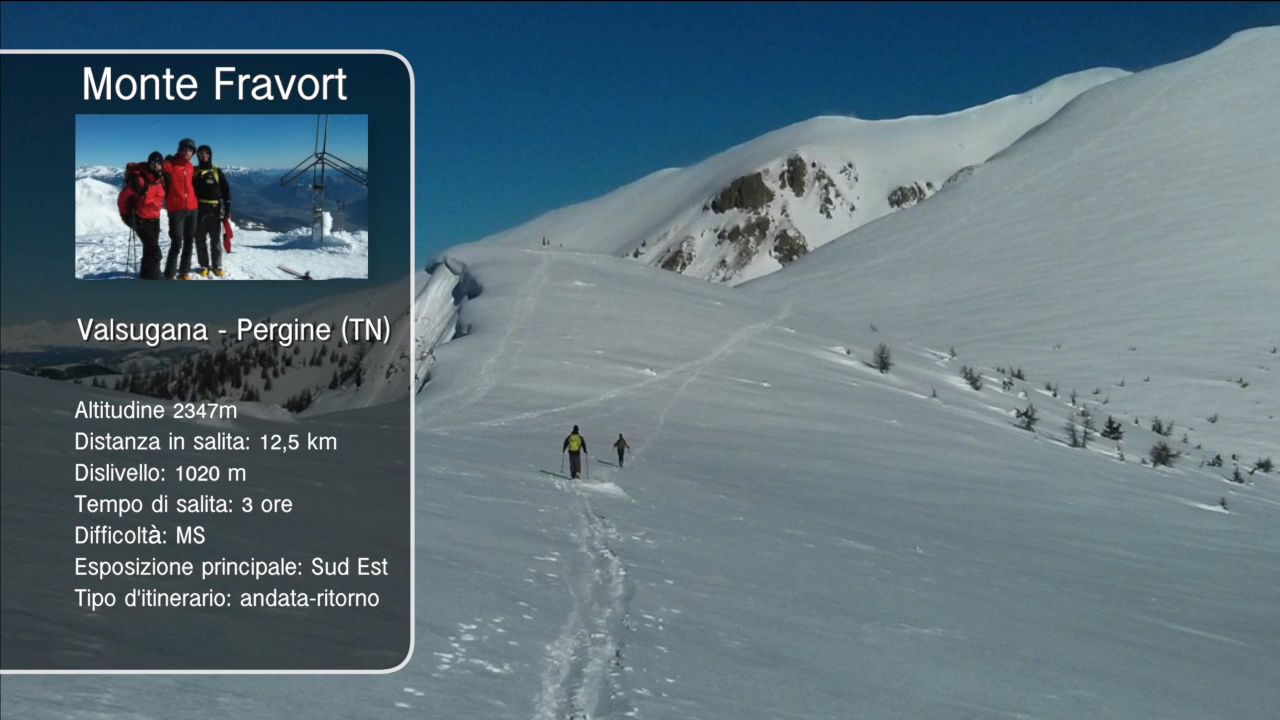 Monte Fravort
Valsugana - Pergine (TN)
Altitudine 2347m
Distanza in salita: 12,5 km
Dislivello: 1020 m
Tempo di salita: 3 ore
Difficoltà: MS
Esposizione principale: Sud Est
Tipo d'itinerario: andata-ritorno